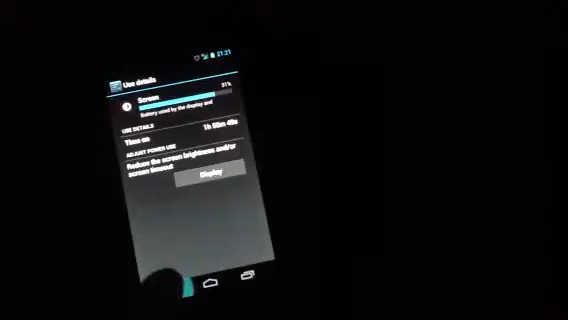 21:21
Use details
Screen
31%
Battery used by the display and
USE DETAILS
Time on 1h 50m 49s
ADJUST POWER USE
Reduce the screen brightness and/or
screen timeout
Display